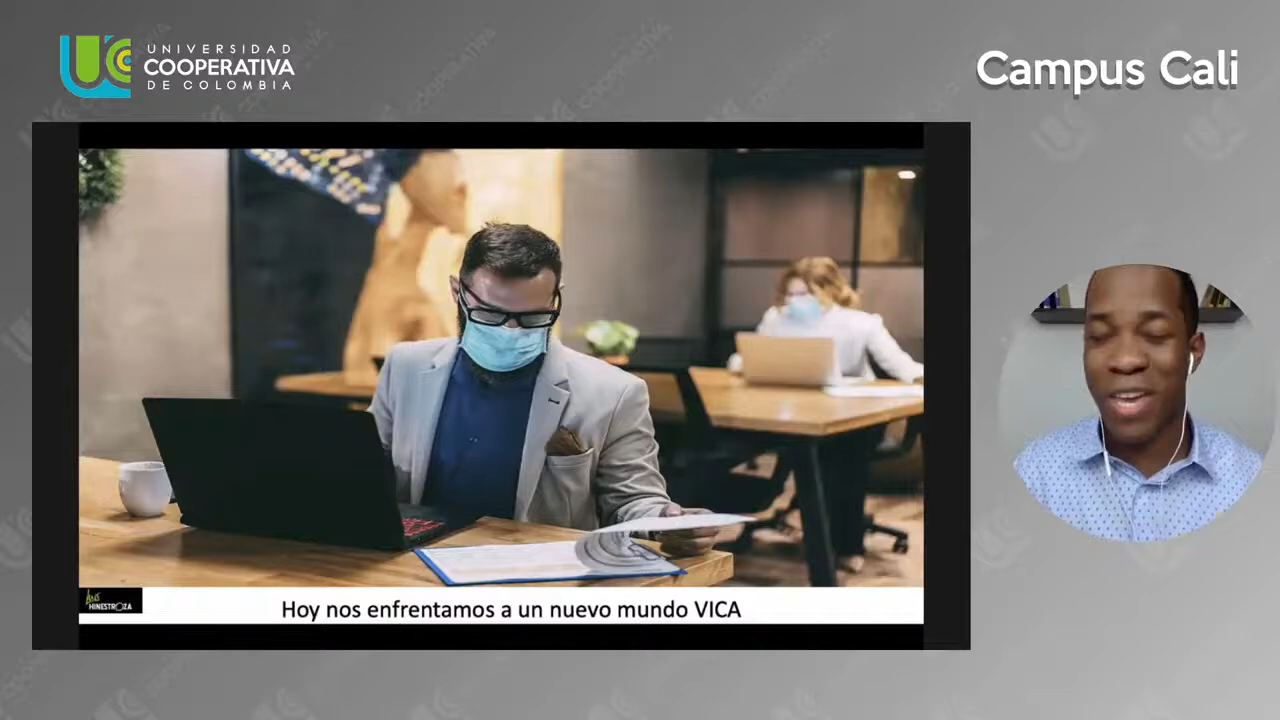 UNIVERSIDAD
COOPERATIVA
DE COLOMBIA
Campus Cali
HINESTROZA
Hoy nos enfrentamos a un nuevo mundo VICA